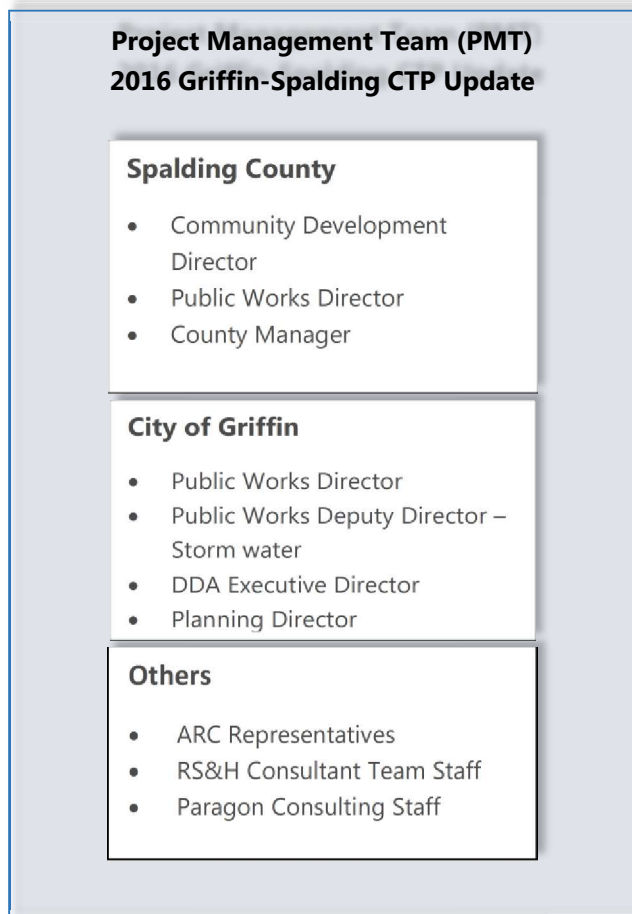 Project Management Team (PMT)
2016 Griffin-Spalding CTP Update
Spalding County
• Community Development
Director
• Public Works Director
• County Manager
City of Griffin
• Public Works Director
• Public Works Deputy Director –
Storm water
• DDA Executive Director
• Planning Director
Others
• ARC Representatives
• RS&H Consultant Team Staff
• Paragon Consulting Staff